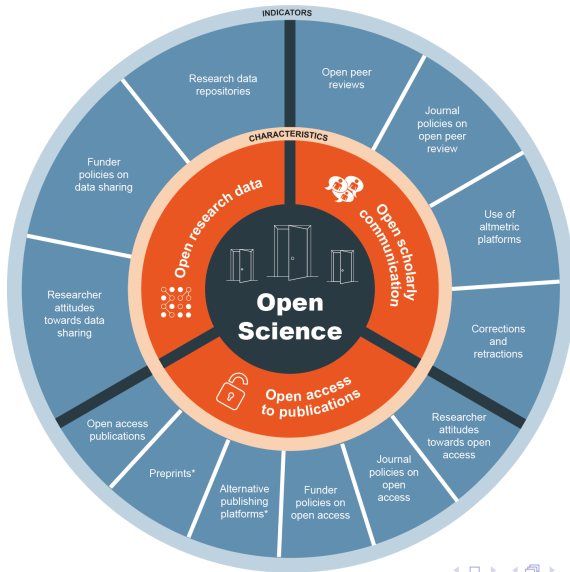 INDICATORS
Research data
repositories
Open peer
reviews
Journal
policies on
open peer
review
Funder
policies on
data sharing
CHARACTERISTICS
Open research data
Open scholarly
communication
Use of
altmetric
platforms
Researcher
attitudes
towards data
sharing
Open
Science
Corrections
and
retractions
Open access
to publications
Open access
publications
Researcher
attitudes
towards open
access
Preprints*
Alternative
publishing
platforms*
Funder
policies on
open access
Journal
policies on
open
access